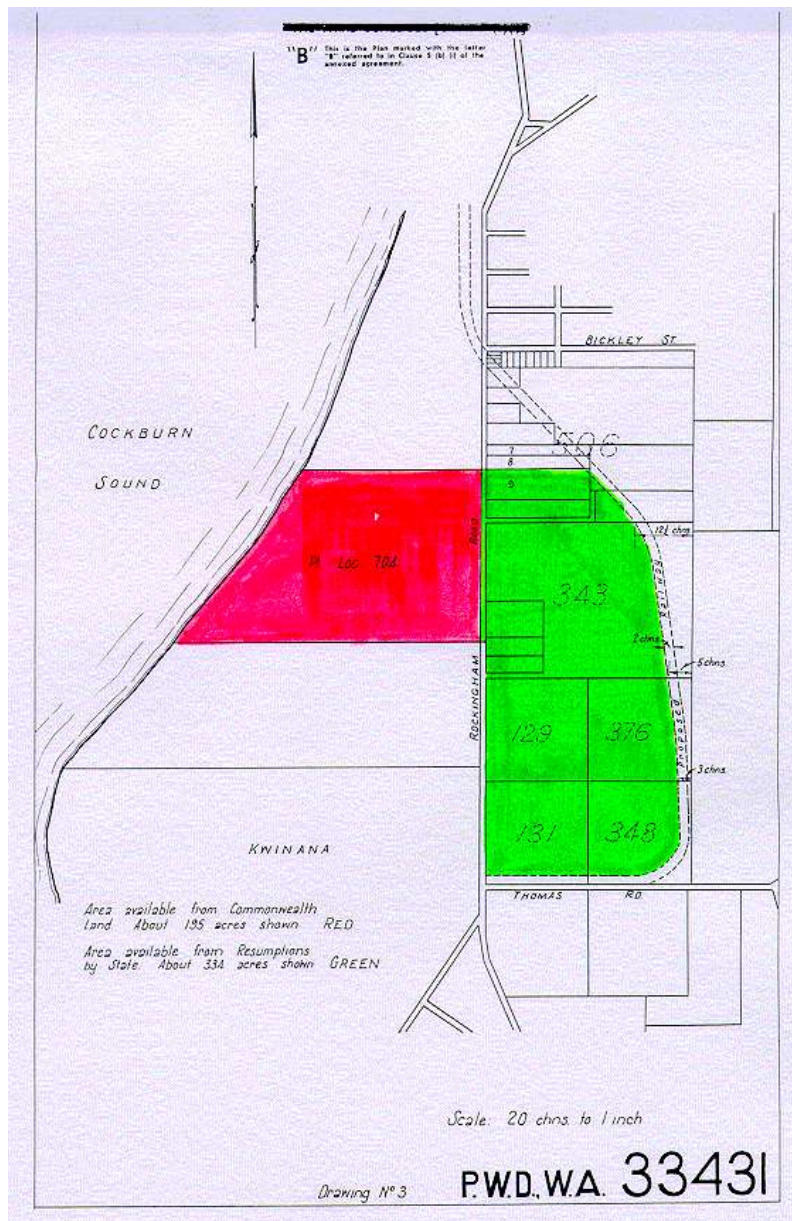 "B" This is the Plan marked with the letter
"B" referred to in Clause 5 (b) (i) of the
annexed agreement.
BICKLEY ST.
COCKBURN
SOUND
506
7
8
9
ROAD
12½ chns
Pt LOC 704
343
RAILWAY
2 chns
5 chns
ROCKINGHAM
129
376
PROPOSED
3 chns
131
348
KWINANA
THOMAS RD.
Area available from Commonwealth
Land. About 195 acres shown RED
Area available from Resumptions
by State. About 334 acres shown GREEN
Scale: 20 chns. to 1 inch
Drawing Nº 3
P.W.D., W.A. 33431